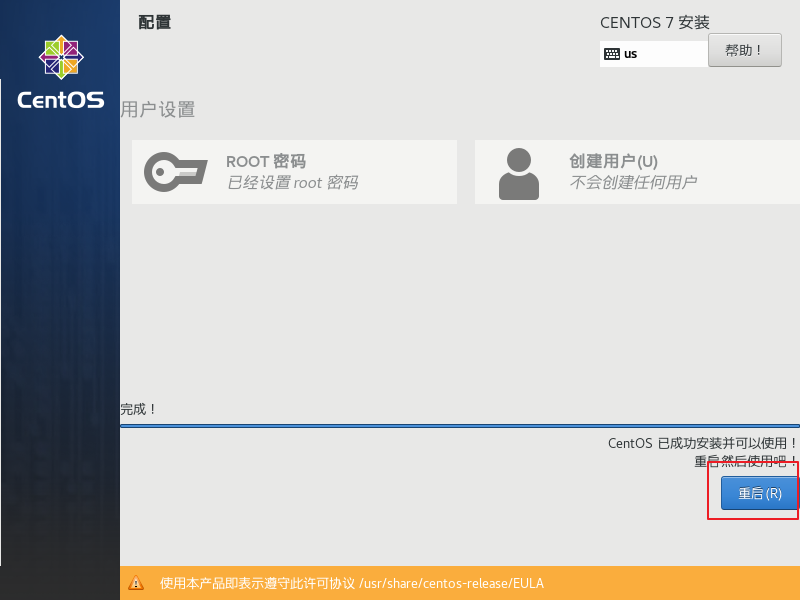 配置
CENTOS 7 安装
us
帮助！
CentOS
用户设置
ROOT 密码
已经设置 root 密码
创建用户(U)
不会创建任何用户
完成！
CentOS 已成功安装并可以使用！
重启然后使用吧！
重启(R)
使用本产品即表示遵守此许可协议 /usr/share/centos-release/EULA